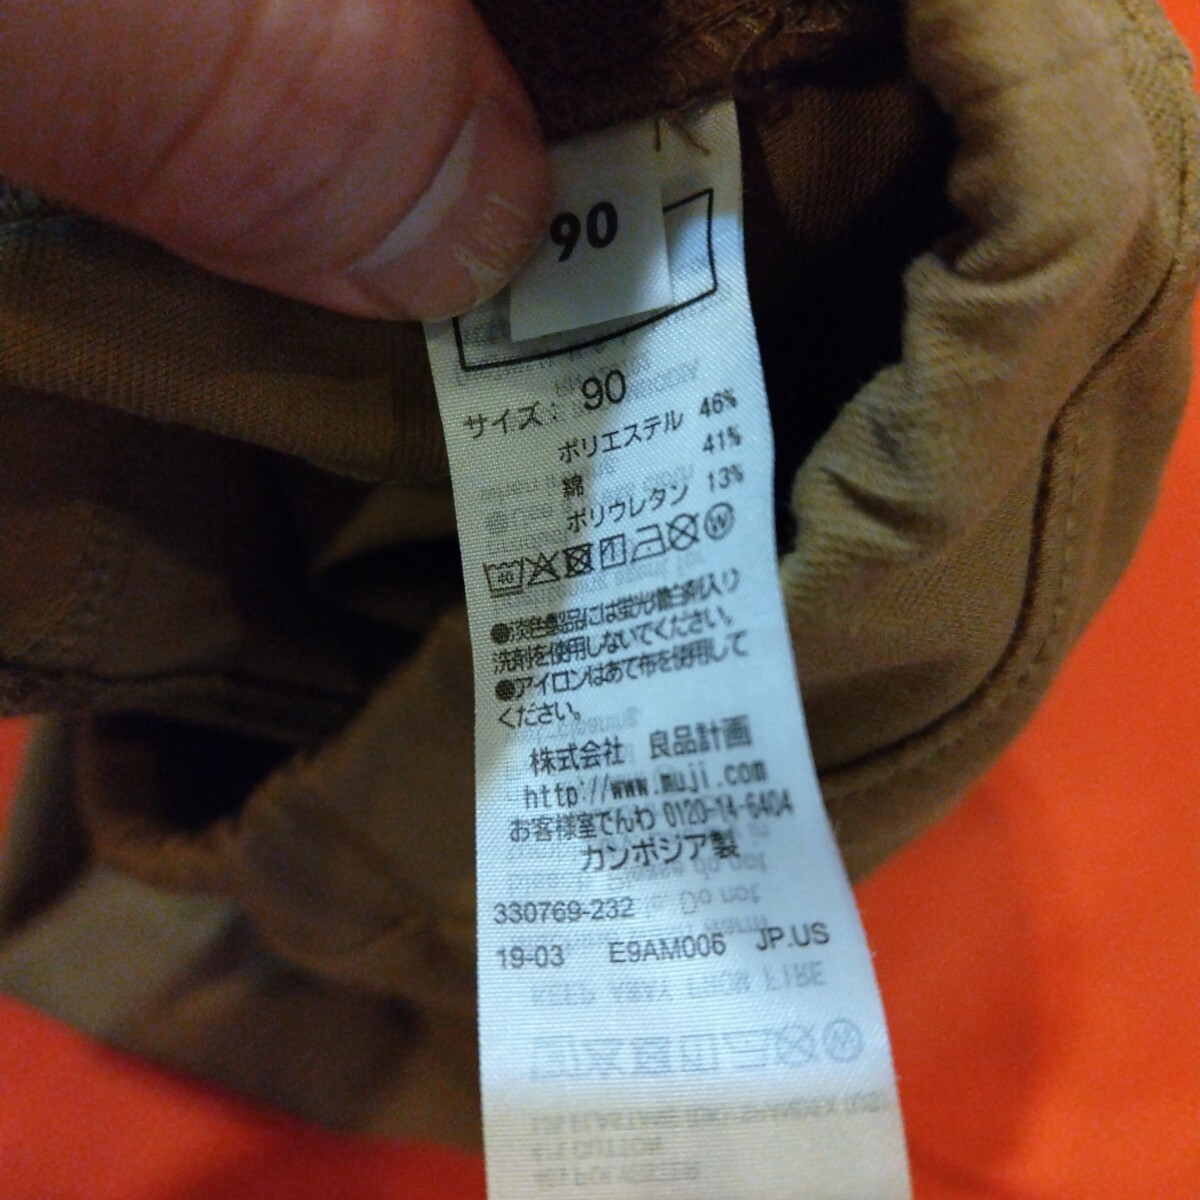 90
サイズ： 90
ポリエステル 46%
綿 41%
ポリウレタン 13%
40 W
●淡色製品には蛍光増白剤入り
洗剤を使用しないでください。
●アイロンはあて布を使用して
ください。
株式会社 良品計画
http://www.muji.com
お客様室でんわ 0120-14-6404
カンボジア製
330769-232
19-03 E9AM006 JP.US